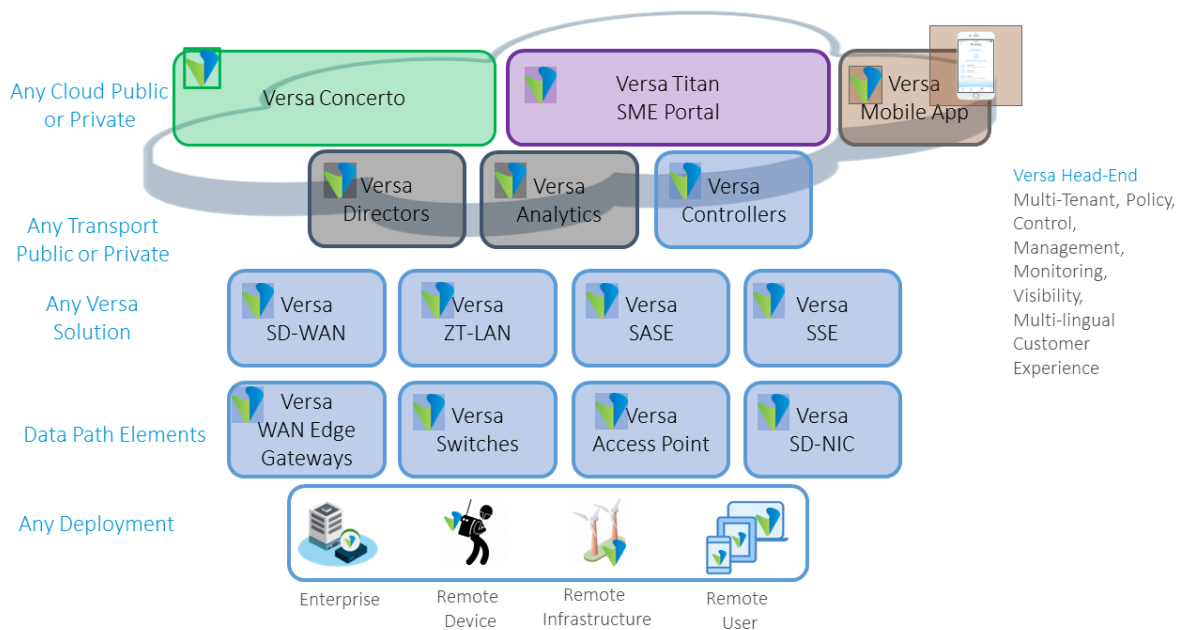 Any Cloud Public
or Private
Versa Concerto
Versa Titan
SME Portal
Versa
Mobile App
Versa
Directors
Versa
Analytics
Versa
Controllers
Versa Head-End
Multi-Tenant, Policy,
Control,
Management,
Monitoring,
Visibility,
Multi-lingual
Customer
Experience
Any Transport
Public or Private
Any Versa
Solution
Versa
SD-WAN
Versa
ZT-LAN
Versa
SASE
Versa
SSE
Data Path Elements
Versa
WAN Edge
Gateways
Versa
Switches
Versa
Access Point
Versa
SD-NIC
Any Deployment
Enterprise
Remote
Device
Remote
Infrastructure
Remote
User